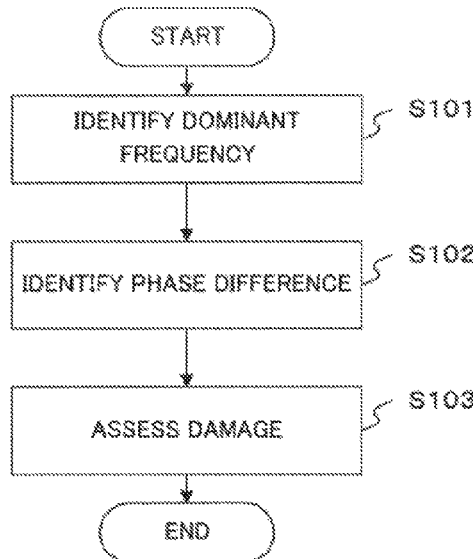 START
IDENTIFY DOMINANT
FREQUENCY
S101
IDENTIFY PHASE DIFFERENCE
S102
ASSESS DAMAGE
S103
END